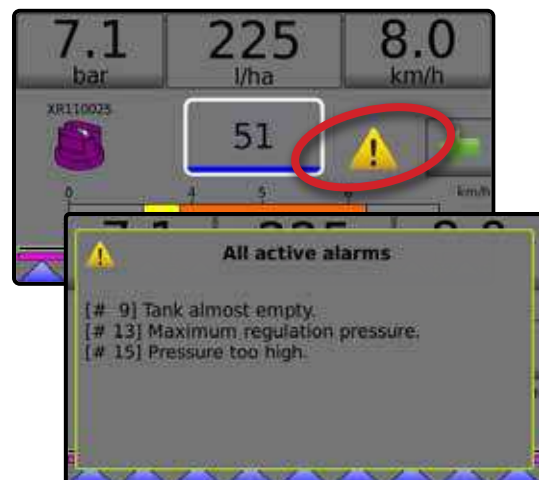 7.1
bar
225
l/ha
8.0
km/h
XR110025
51
0
4
5
6
km/h
All active alarms
[# 9] Tank almost empty.
[# 13] Maximum regulation pressure.
[# 15] Pressure too high.